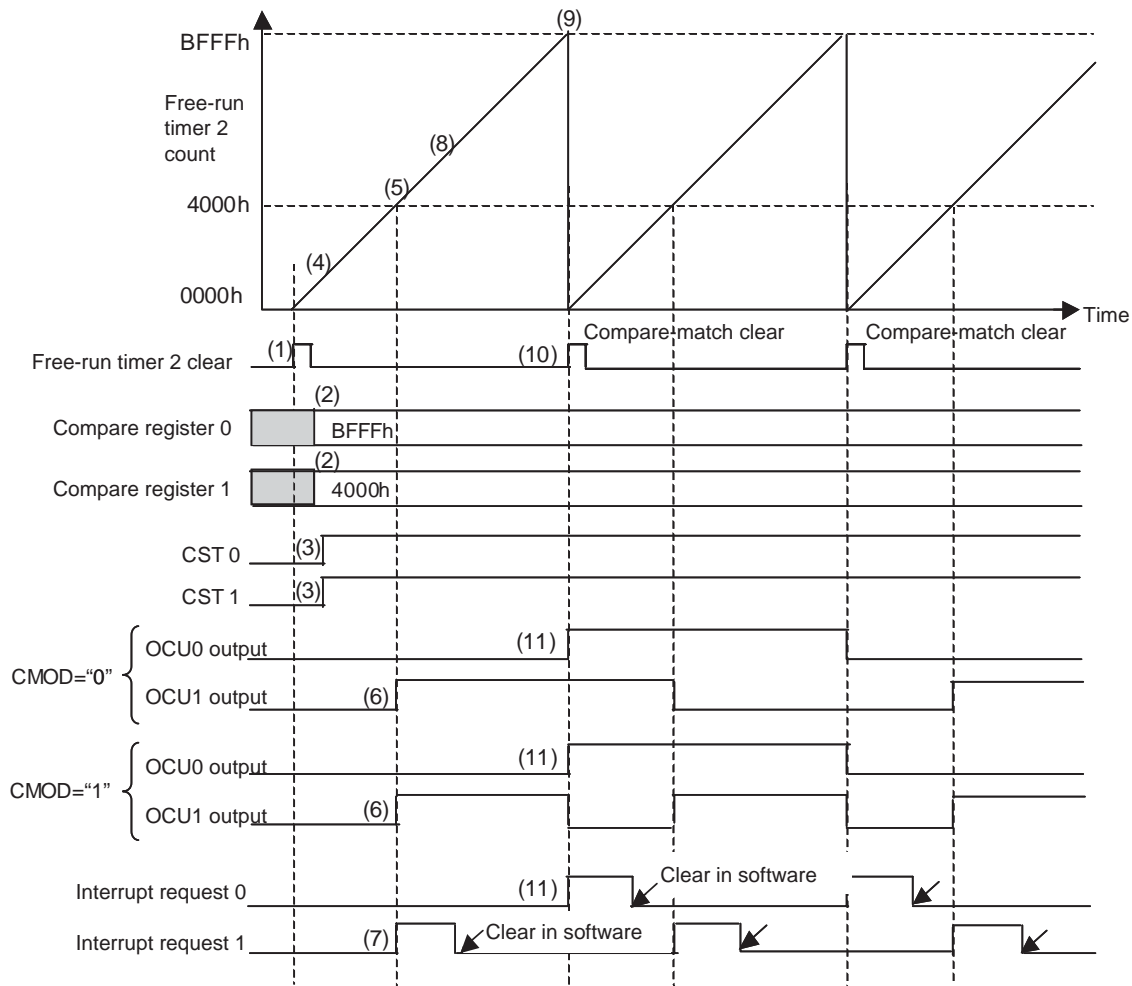 (9)
BFFFh
Free-run
timer 2
count
(8)
(5)
4000h
(4)
0000h
Time
Compare-match clear
Compare-match clear
Free-run timer 2 clear
(1)
(10)
(2)
Compare register 0
BFFFh
(2)
Compare register 1
4000h
CST 0
(3)
CST 1
(3)
CMOD=“0”
OCU0 output
(11)
OCU1 output
(6)
CMOD=“1”
OCU0 output
(11)
OCU1 output
(6)
Interrupt request 0
(11)
Clear in software
Interrupt request 1
(7)
Clear in software